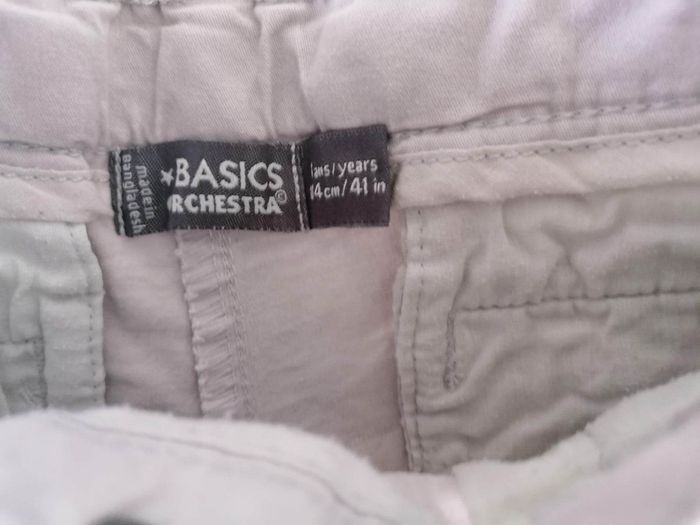 made in
bangladesh
BASICS
RCHESTRA©
ans/years
4cm/41 in